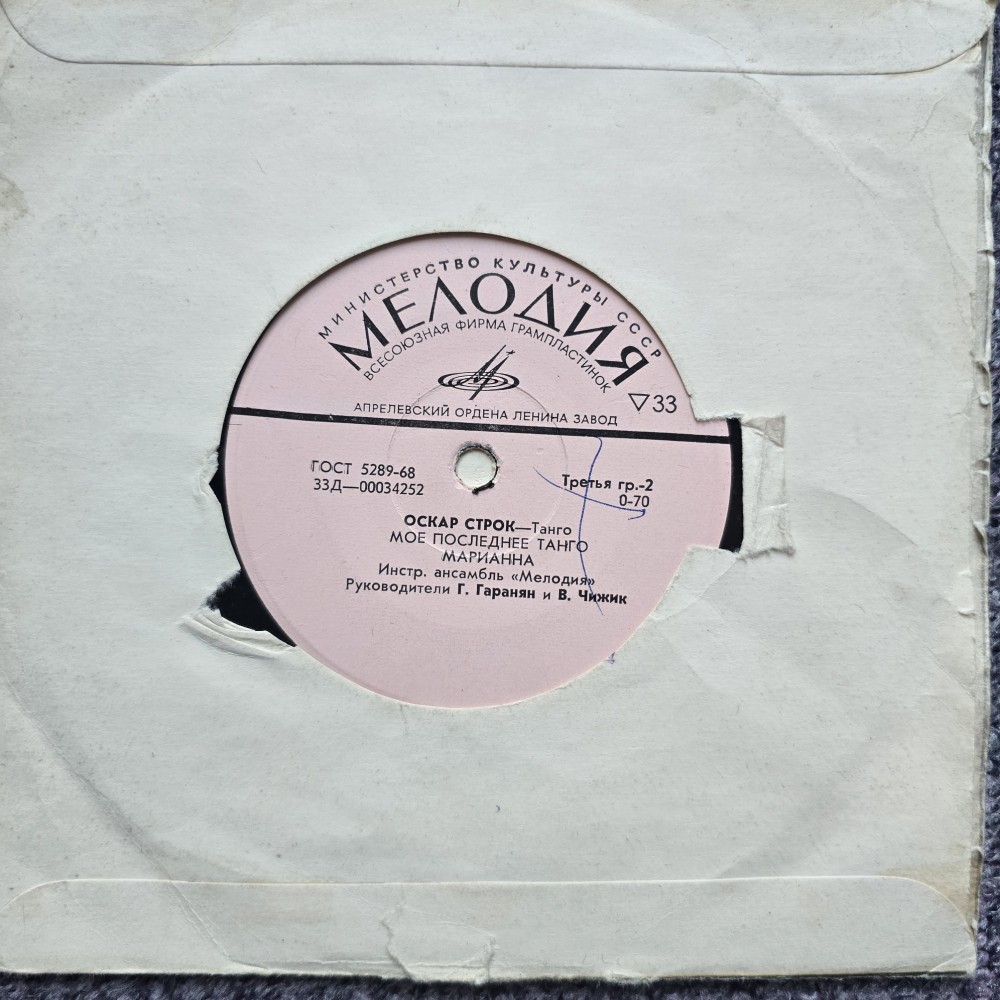 МИНИСТЕРСТВО КУЛЬТУРЫ СССР
МЕЛОДИЯ
ВСЕСОЮЗНАЯ ФИРМА ГРАМПЛАСТИНОК
▽33
АПРЕЛЕВСКИЙ ОРДЕНА ЛЕНИНА ЗАВОД
ГОСТ 5289-68
33Д—00034252
Третья гр.-2
0-70
ОСКАР СТРОК—Танго
МОЕ ПОСЛЕДНЕЕ ТАНГО
МАРИАННА
Инстр. ансамбль «Мелодия»
Руководители Г. Гаранян и В. Чижик